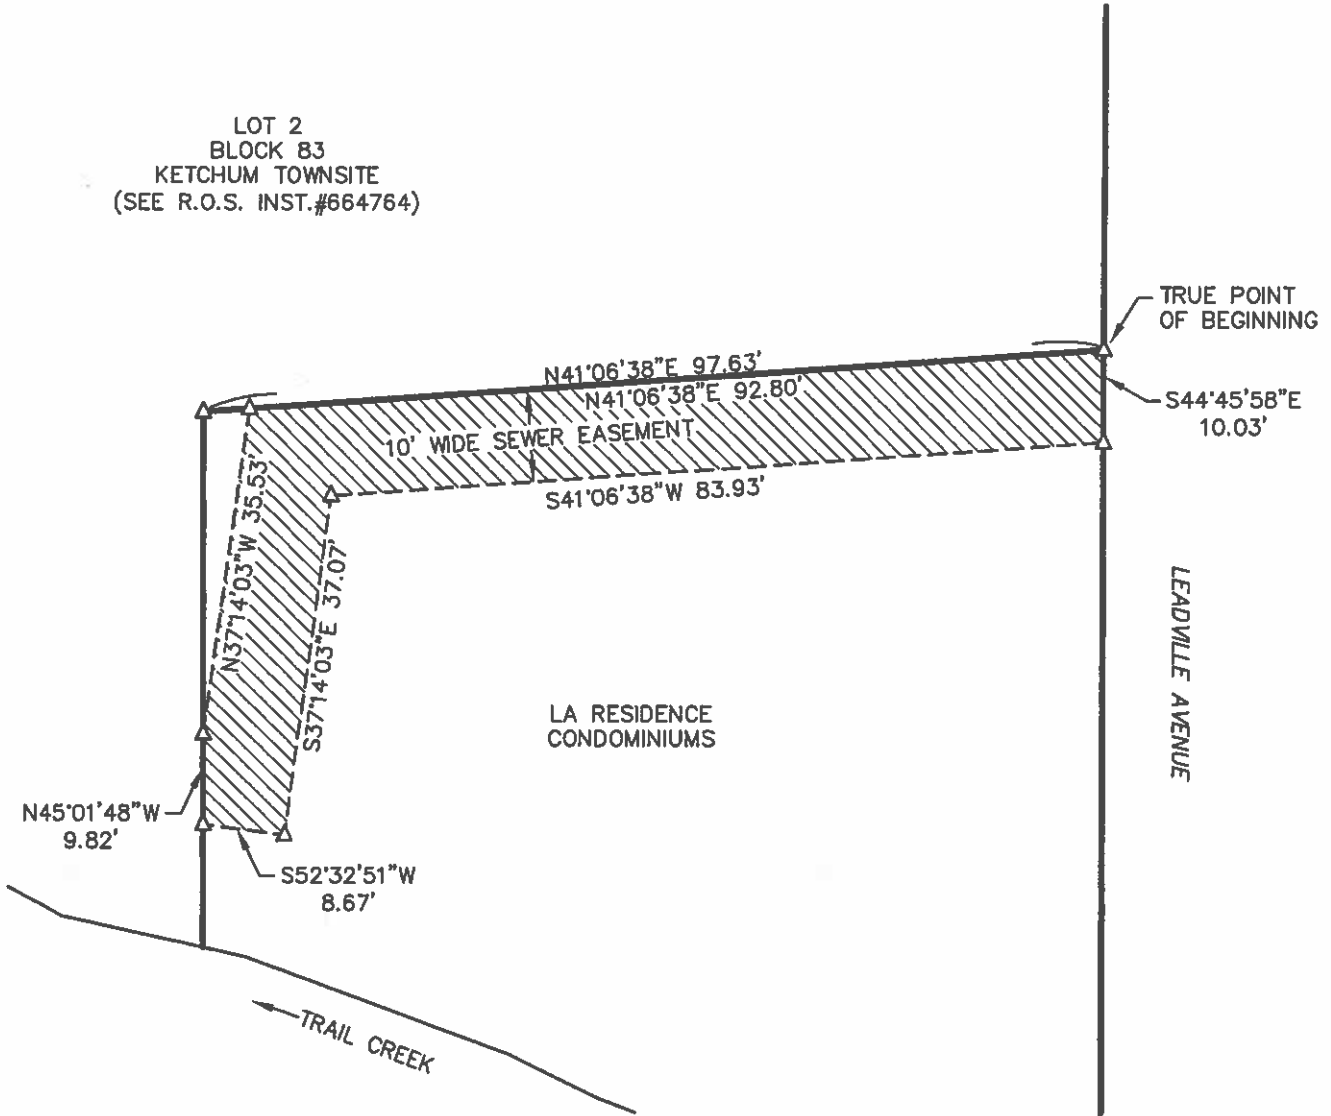 LOT 2
BLOCK 83
KETCHUM TOWNSITE
(SEE R.O.S. INST.#664764)
TRUE POINT
OF BEGINNING
N41°06'38"E 97.63'
N41°06'38"E 92.80'
S44°45'58"E
10.03'
10' WIDE SEWER EASEMENT
S41°06'38"W 83.93'
N37°14'03"W 35.53'
S37°14'03"E 37.07'
LEADVILLE AVENUE
LA RESIDENCE
CONDOMINIUMS
N45°01'48"W
9.82'
S52°32'51"W
8.67'
TRAIL CREEK